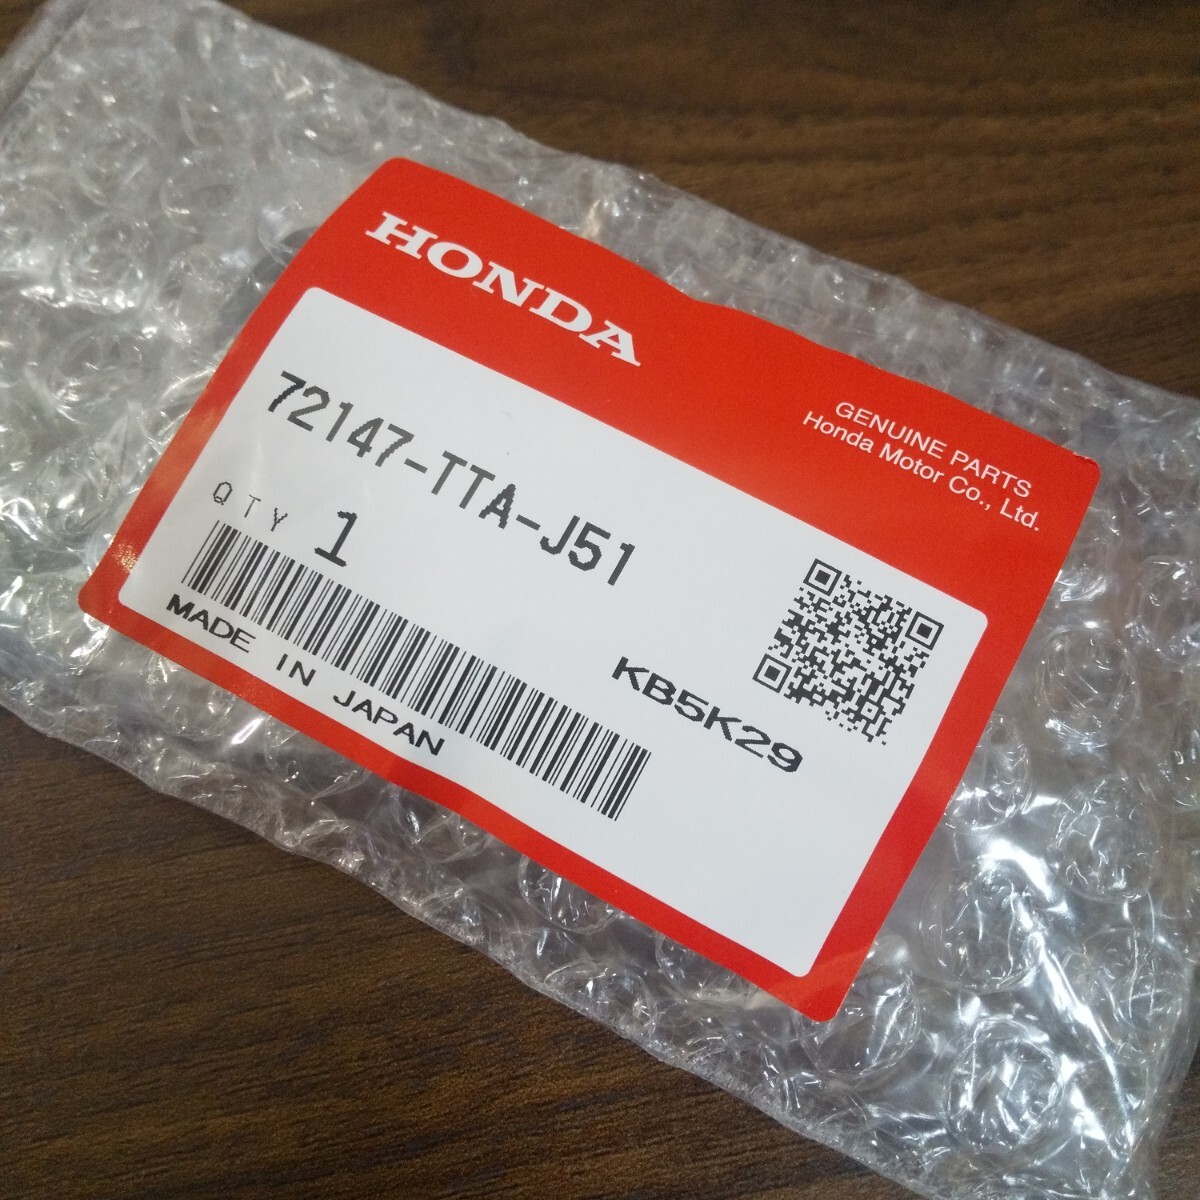 HONDA
GENUINE PARTS
Honda Motor Co., Ltd.
72147-TTA-J51
QTY 1
KB5K29
MADE IN JAPAN